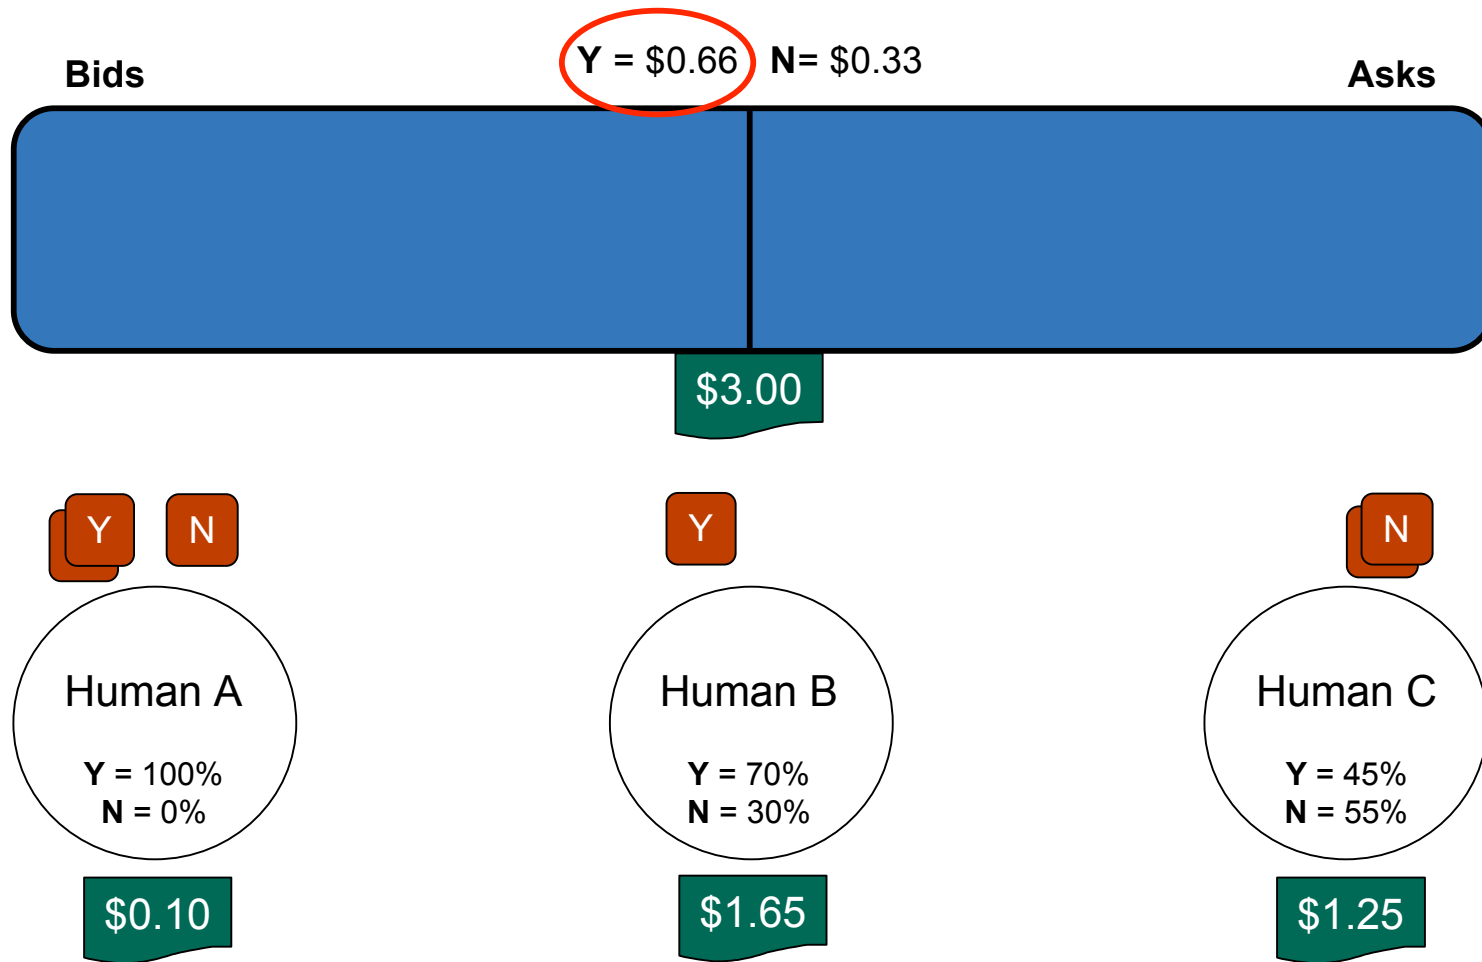 Y = $0.66 N= $0.33
Bids
Asks
$3.00
Y N
Y
N
Human A
Y = 100%
N = 0%
Human B
Y = 70%
N = 30%
Human C
Y = 45%
N = 55%
$0.10
$1.65
$1.25